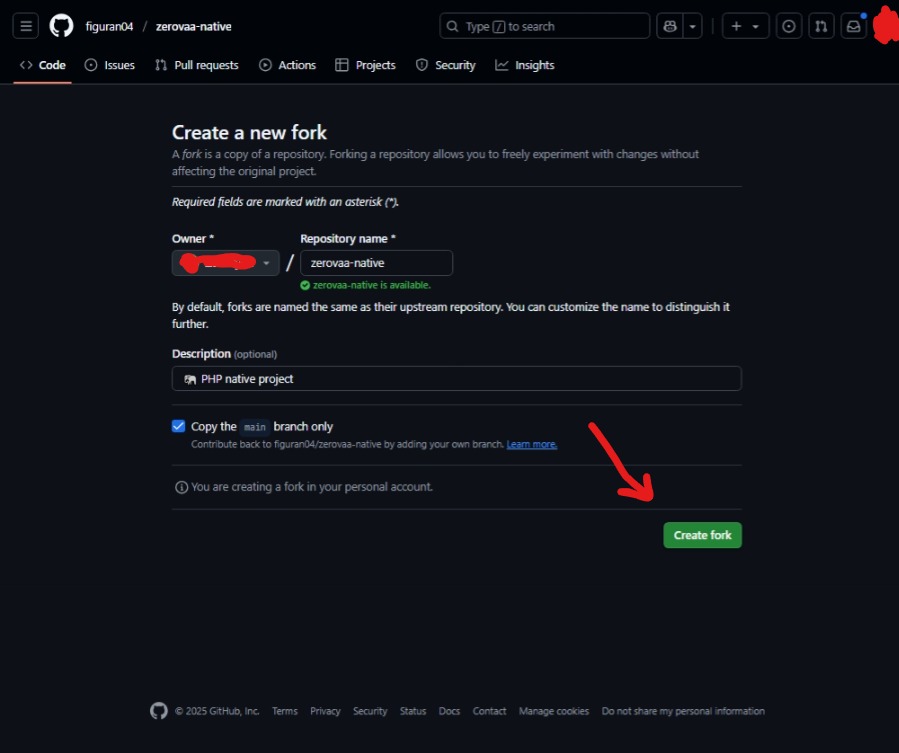 figuran04 / zerovaa-native
Type / to search
Code Issues Pull requests Actions Projects Security Insights
Create a new fork
A fork is a copy of a repository. Forking a repository allows you to freely experiment with changes without
affecting the original project.
Required fields are marked with an asterisk (*).
Owner * Repository name *
/ zerovaa-native
zerovaa-native is available.
By default, forks are named the same as their upstream repository. You can customize the name to distinguish it
further.
Description (optional)
🐘 PHP native project
Copy the main branch only
Contribute back to figuran04/zerovaa-native by adding your own branch. Learn more.
You are creating a fork in your personal account.
Create fork
© 2025 GitHub, Inc. Terms Privacy Security Status Docs Contact Manage cookies Do not share my personal information